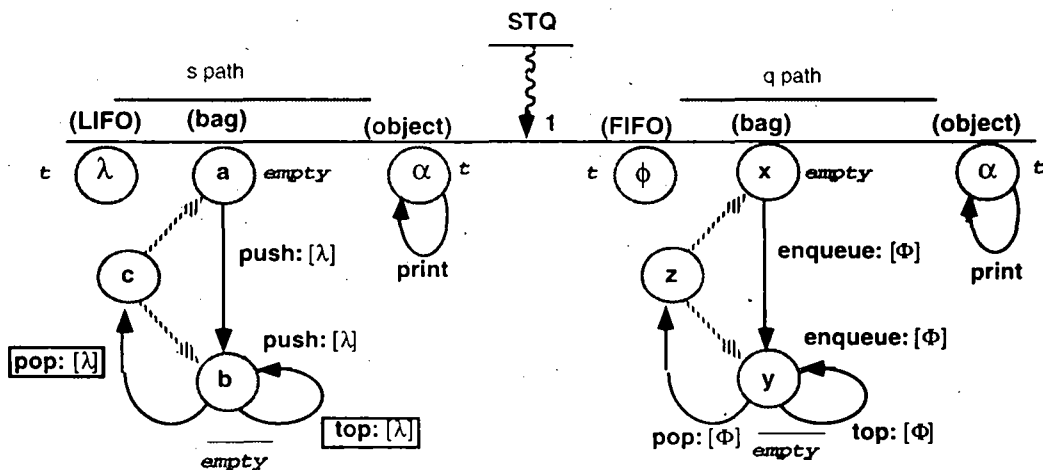 STQ
s path
q path
(LIFO) (bag) (object) 1 (FIFO) (bag) (object)
t λ a empty α t t ϕ x empty α t
push: [λ] print enqueue: [Φ] print
c z
push: [λ] enqueue: [Φ]
pop: [λ] b y
top: [λ] pop: [Φ] top: [Φ]
empty empty